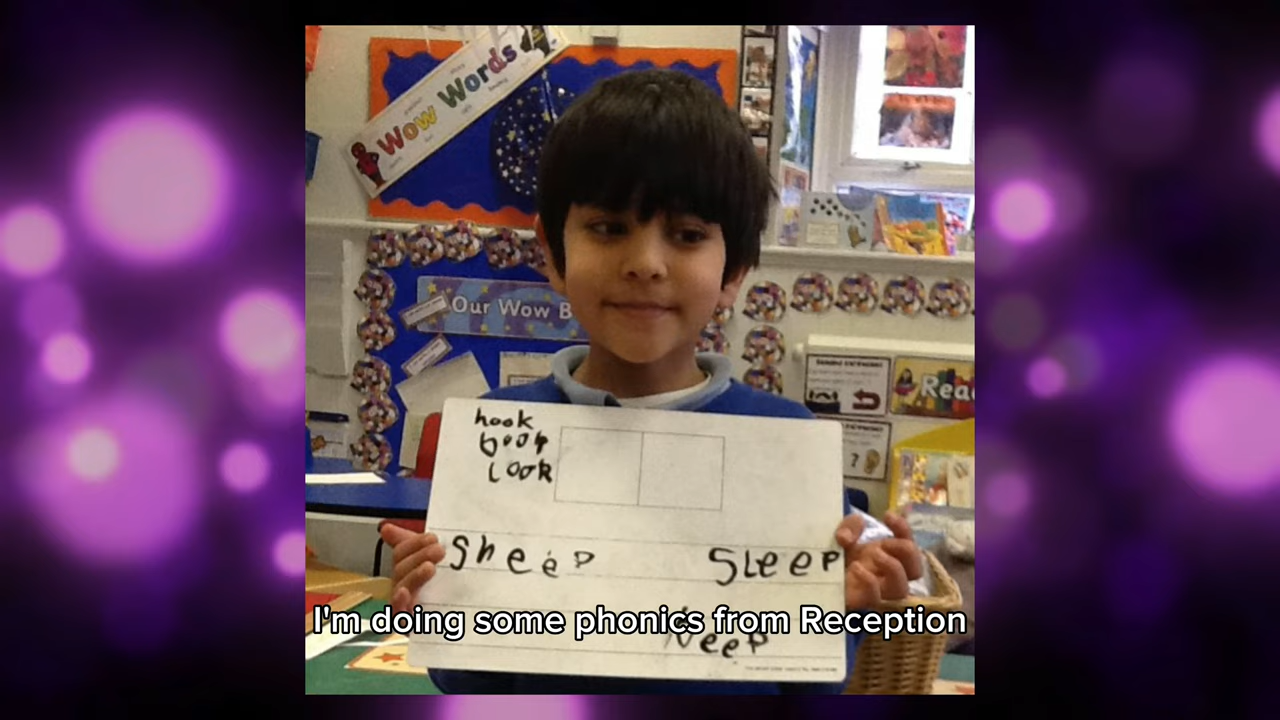 Wow Words
Our Wow B
Rea
?
hook
book
look
sheep
sleep
I'm doing some phonics from Reception